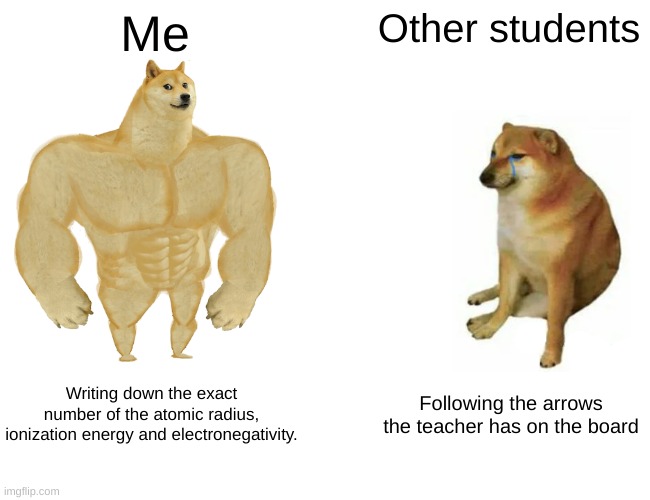 Me
Other students
Writing down the exact
number of the atomic radius,
ionization energy and electronegativity.
Following the arrows
the teacher has on the board
imgflip.com